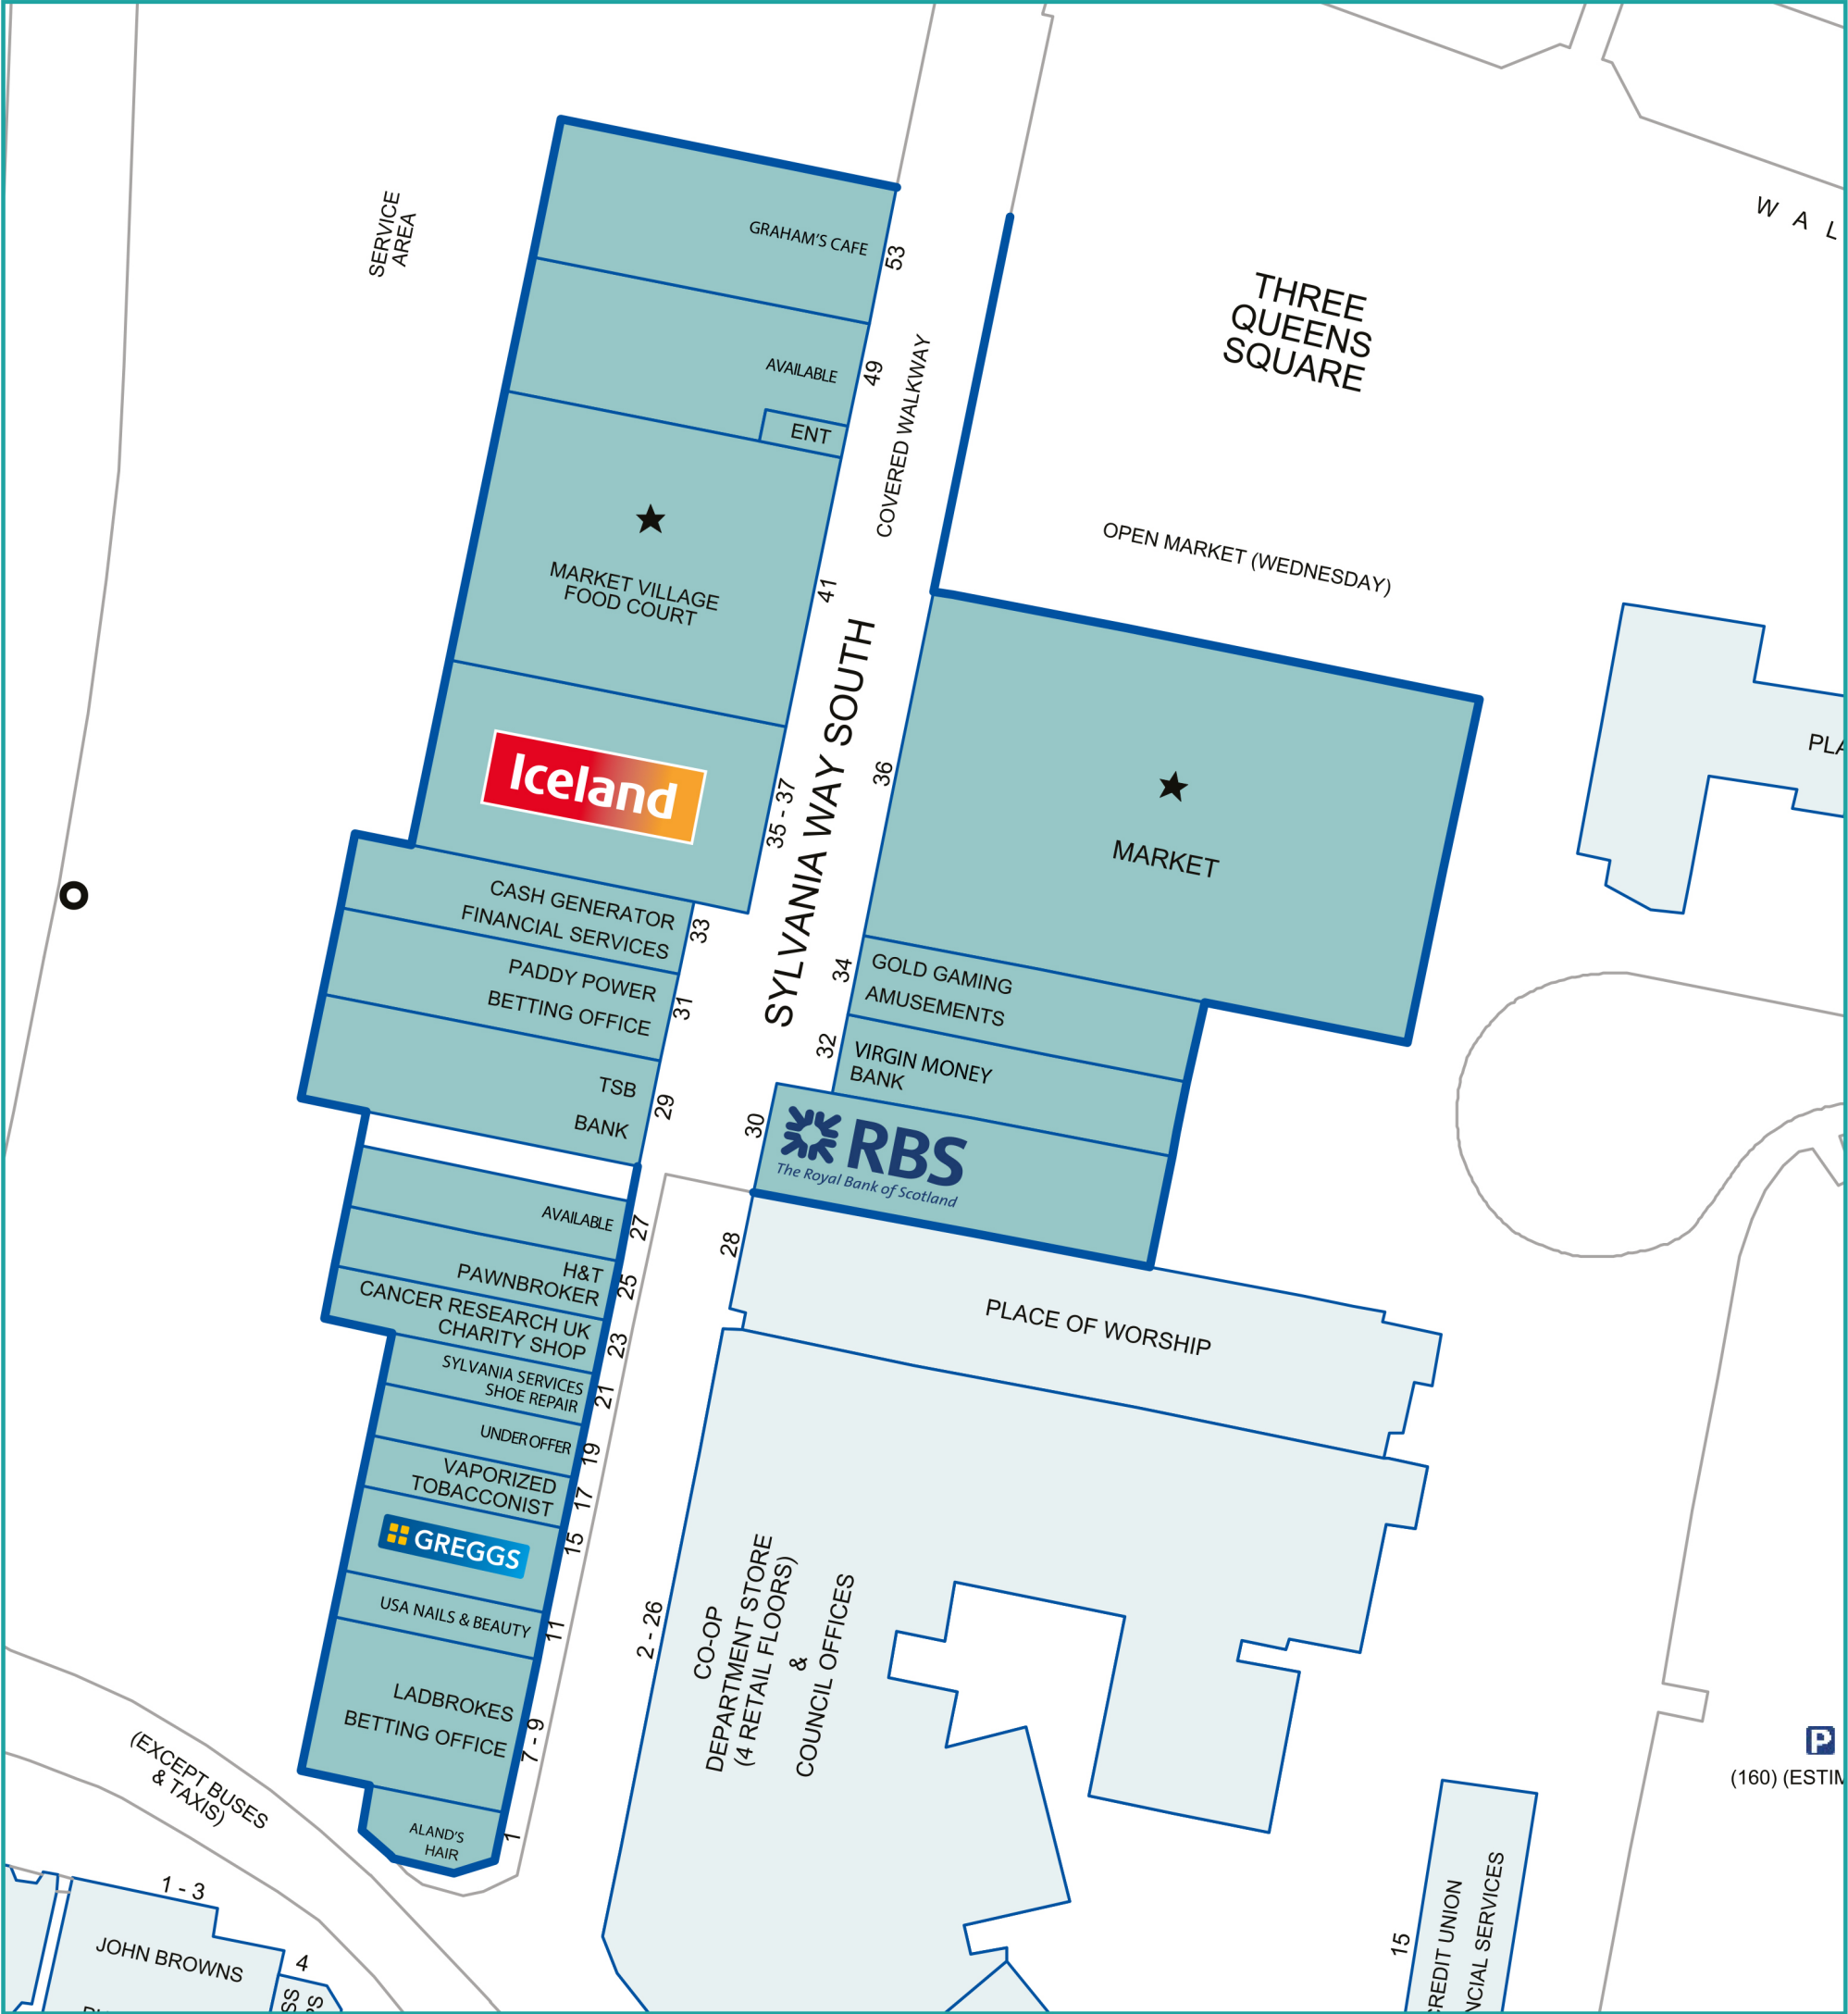 WAL
SERVICE
AREA
GRAHAM'S CAFE
53
THREE
QUEENS
SQUARE
AVAILABLE
49
COVERED WALKWAY
ENT
OPEN MARKET (WEDNESDAY)
MARKET VILLAGE
FOOD COURT
41
SYLVANIA WAY SOUTH
Iceland
35 - 37
36
MARKET
PLA
CASH GENERATOR
FINANCIAL SERVICES
33
GOLD GAMING
AMUSEMENTS
34
PADDY POWER
BETTING OFFICE
31
VIRGIN MONEY
BANK
32
TSB
BANK
29
RBS
The Royal Bank of Scotland
30
AVAILABLE
27
28
H&T
PAWNBROKER
25
PLACE OF WORSHIP
CANCER RESEARCH UK
CHARITY SHOP
23
SYLVANIA SERVICES
SHOE REPAIR
21
UNDER OFFER
19
VAPORIZED
TOBACCONIST
17
GREGGS
15
USA NAILS & BEAUTY
11
2 - 26
CO-OP
DEPARTMENT STORE
(4 RETAIL FLOORS)
&
COUNCIL OFFICES
LADBROKES
BETTING OFFICE
7 - 9
P
(160) (ESTIM
(EXCEPT BUSES
& TAXIS)
ALAND'S
HAIR
1
1 - 3
JOHN BROWNS
4
SS
15
REDIT UNION
NCIAL SERVICES